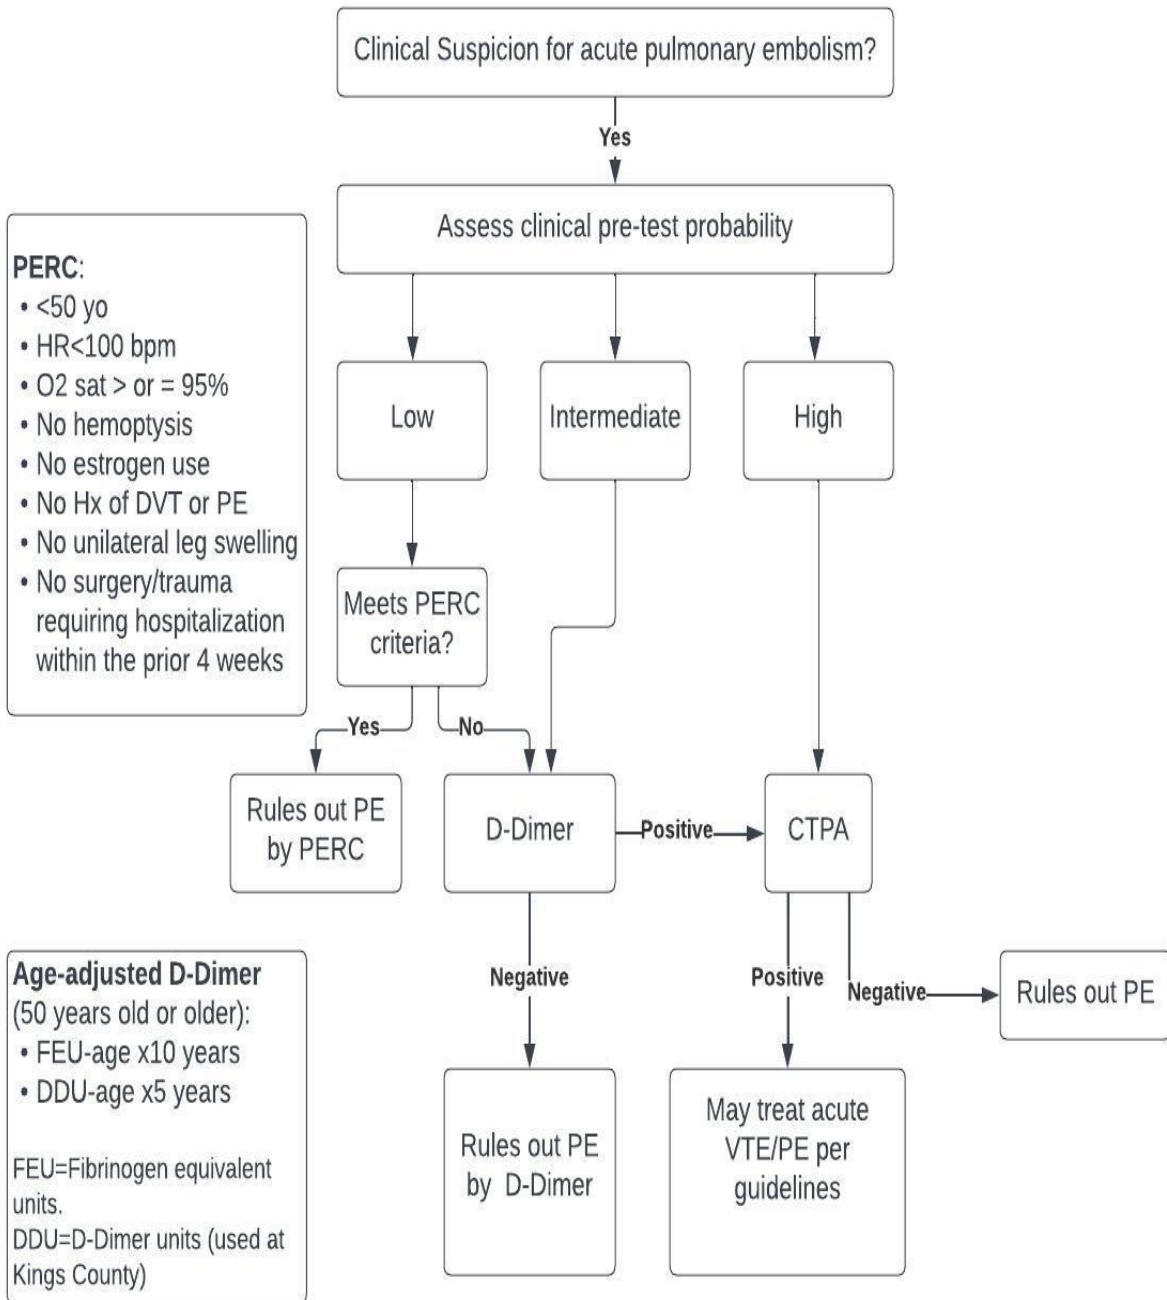 Clinical Suspicion for acute pulmonary embolism?
Yes
Assess clinical pre-test probability
PERC:
• <50 yo
• HR<100 bpm
• O2 sat > or = 95%
• No hemoptysis
• No estrogen use
• No Hx of DVT or PE
• No unilateral leg swelling
• No surgery/trauma
requiring hospitalization
within the prior 4 weeks
Low
Intermediate
High
Meets PERC
criteria?
Yes
No
Rules out PE
by PERC
D-Dimer
Positive
CTPA
Negative
Positive
Negative
Rules out PE
Age-adjusted D-Dimer
(50 years old or older):
• FEU-age x10 years
• DDU-age x5 years
FEU=Fibrinogen equivalent
units.
DDU=D-Dimer units (used at
Kings County)
Rules out PE
by D-Dimer
May treat acute
VTE/PE per
guidelines